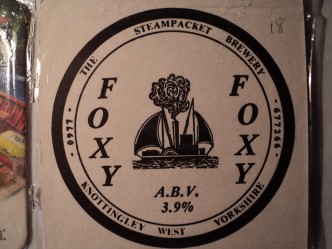 THE STEAMPACKET BREWERY
0977 - 677266
FOXY
FOXY
A.B.V.
3.9%
KNOTTINGLEY WEST YORKSHIRE
18